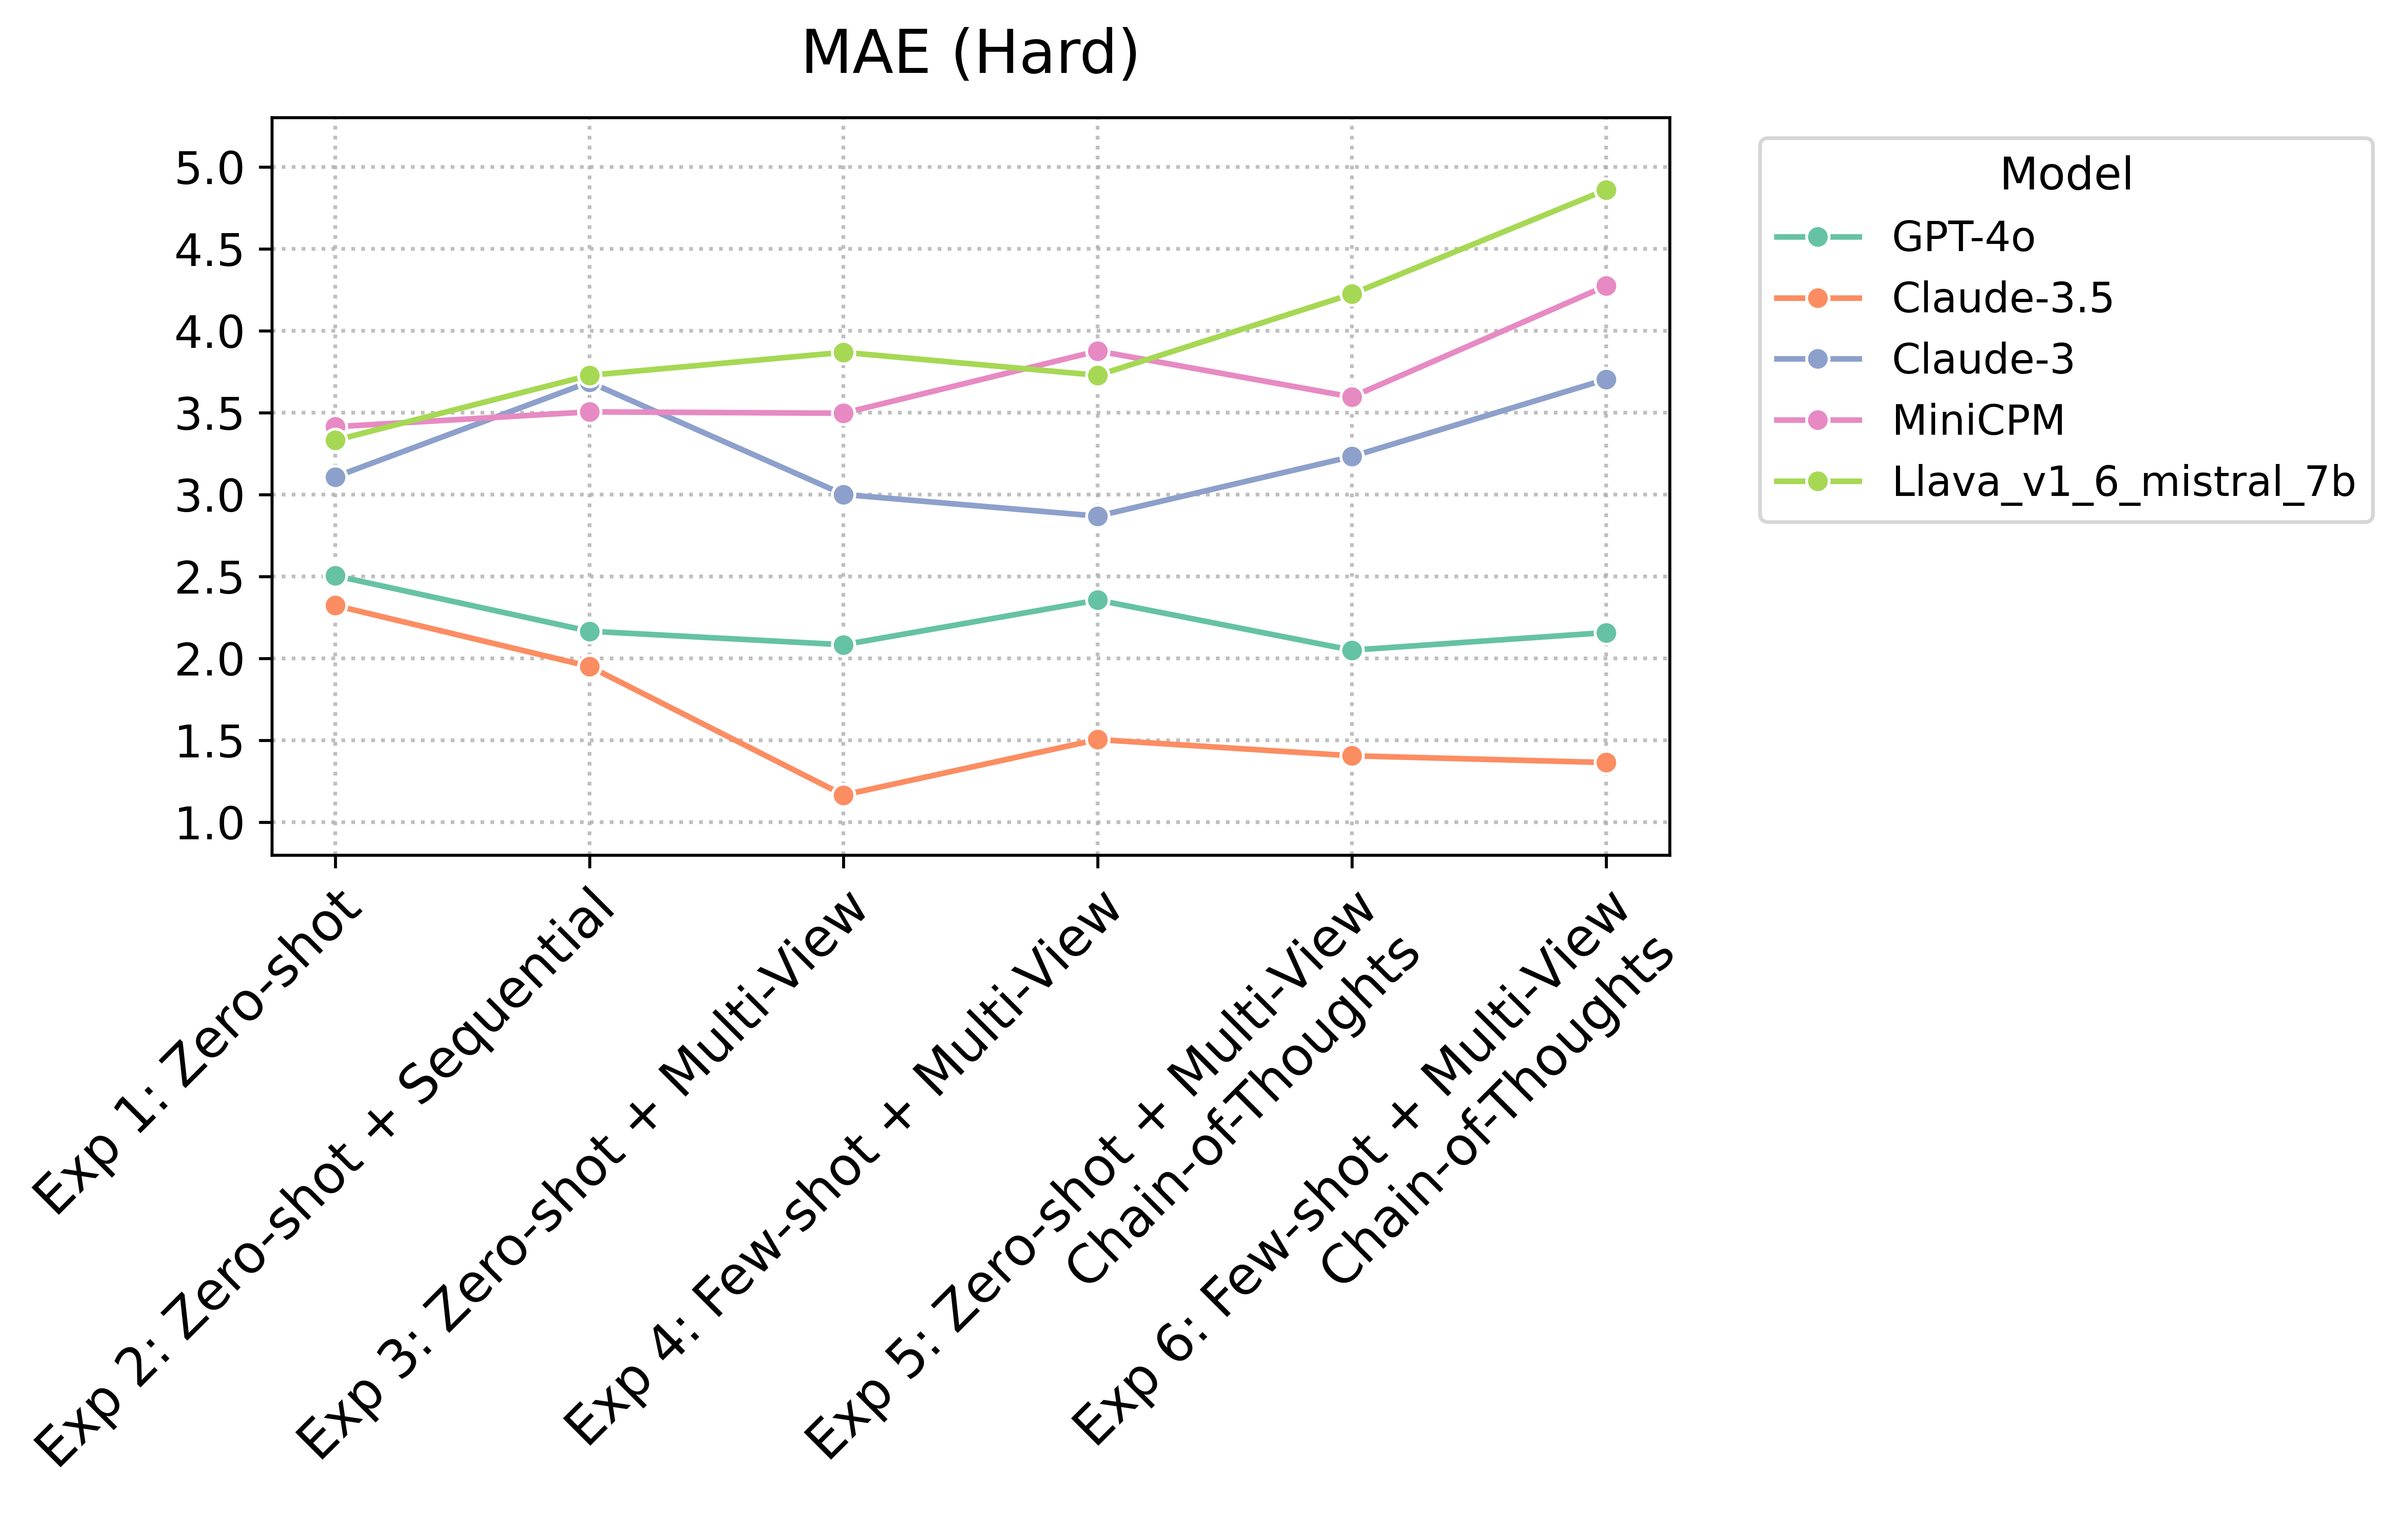 MAE (Hard)
5.0
4.5
4.0
3.5
3.0
2.5
2.0
1.5
1.0
Exp 1: Zero-shot
Exp 2: Zero-shot + Sequential
Exp 3: Zero-shot + Multi-View
Exp 4: Few-shot + Multi-View
Exp 5: Zero-shot + Multi-View
Chain-of-Thoughts
Exp 6: Few-shot + Multi-View
Chain-of-Thoughts
Model
GPT-4o
Claude-3.5
Claude-3
MiniCPM
Llava_v1_6_mistral_7b